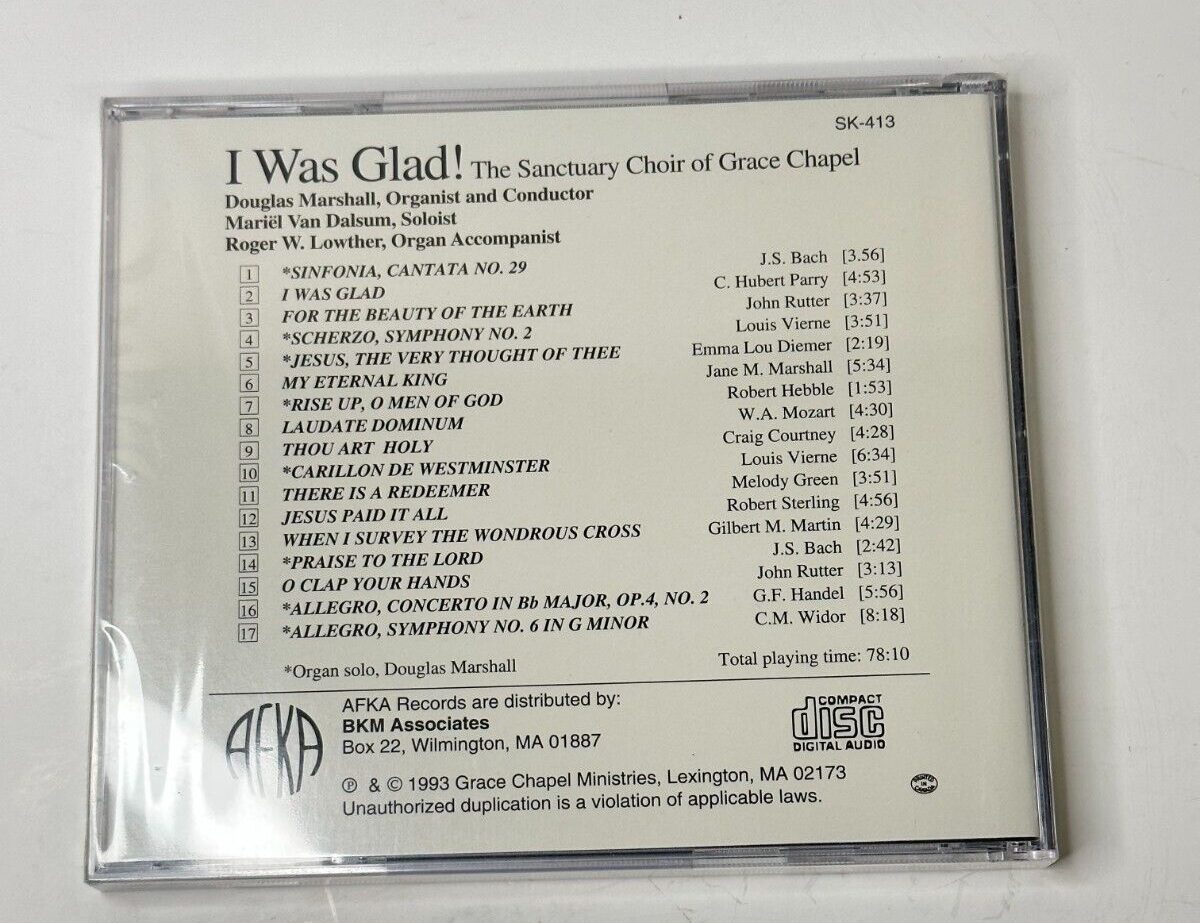 SK-413
I Was Glad! The Sanctuary Choir of Grace Chapel
Douglas Marshall, Organist and Conductor
Mariël Van Dalsum, Soloist
Roger W. Lowther, Organ Accompanist
1 *SINFONIA, CANTATA NO. 29 J.S. Bach [3.56]
2 I WAS GLAD C. Hubert Parry [4:53]
3 FOR THE BEAUTY OF THE EARTH John Rutter [3:37]
4 *SCHERZO, SYMPHONY NO. 2 Louis Vierne [3:51]
5 *JESUS, THE VERY THOUGHT OF THEE Emma Lou Diemer [2:19]
6 MY ETERNAL KING Jane M. Marshall [5:34]
7 *RISE UP, O MEN OF GOD Robert Hebble [1:53]
8 LAUDATE DOMINUM W.A. Mozart [4:30]
9 THOU ART HOLY Craig Courtney [4:28]
10 *CARILLON DE WESTMINSTER Louis Vierne [6:34]
11 THERE IS A REDEEMER Melody Green [3:51]
12 JESUS PAID IT ALL Robert Sterling [4:56]
13 WHEN I SURVEY THE WONDROUS CROSS Gilbert M. Martin [4:29]
14 *PRAISE TO THE LORD J.S. Bach [2:42]
15 O CLAP YOUR HANDS John Rutter [3:13]
16 *ALLEGRO, CONCERTO IN Bb MAJOR, OP.4, NO. 2 G.F. Handel [5:56]
17 *ALLEGRO, SYMPHONY NO. 6 IN G MINOR C.M. Widor [8:18]
*Organ solo, Douglas Marshall Total playing time: 78:10
AFKA
AFKA Records are distributed by:
BKM Associates
Box 22, Wilmington, MA 01887
COMPACT
disc
DIGITAL AUDIO
℗ & © 1993 Grace Chapel Ministries, Lexington, MA 02173
Unauthorized duplication is a violation of applicable laws.
PRINTED
IN
CANADA